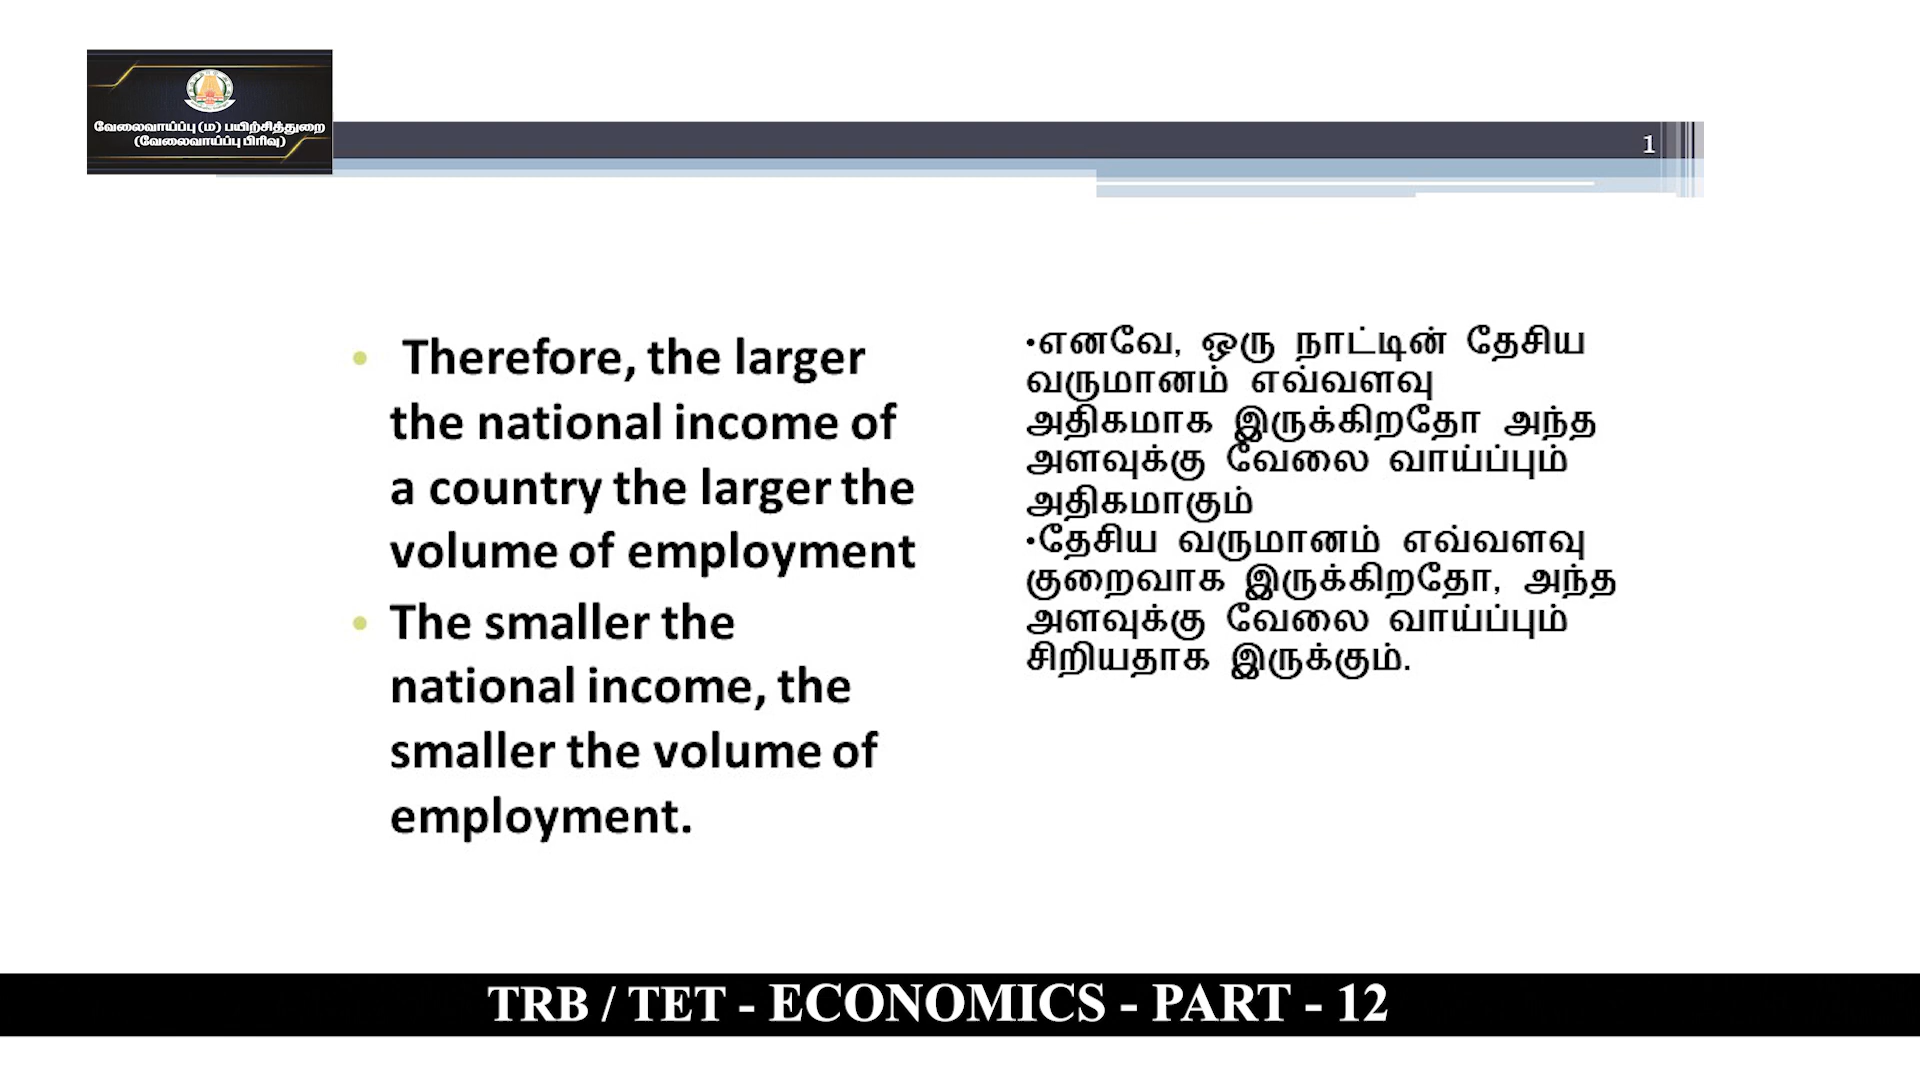 வேலைவாய்ப்பு (ம) பயிற்சித்துறை
(வேலைவாய்ப்பு பிரிவு)
1
• Therefore, the larger
the national income of
a country the larger the
volume of employment
• The smaller the
national income, the
smaller the volume of
employment.
•எனவே, ஒரு நாட்டின் தேசிய
வருமானம் எவ்வளவு
அதிகமாக இருக்கிறதோ அந்த
அளவுக்கு வேலை வாய்ப்பும்
அதிகமாகும்
•தேசிய வருமானம் எவ்வளவு
குறைவாக இருக்கிறதோ, அந்த
அளவுக்கு வேலை வாய்ப்பும்
சிறியதாக இருக்கும்.
TRB / TET - ECONOMICS - PART - 12